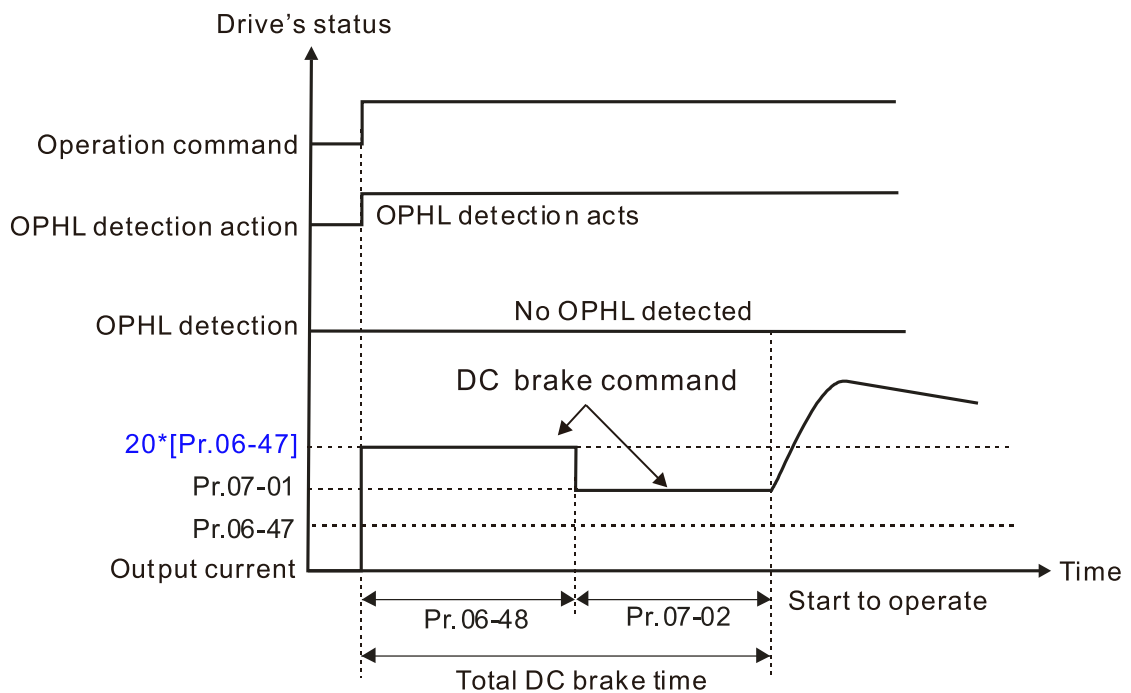 Drive's status
Operation command
OPHL detection action
OPHL detection acts
OPHL detection
No OPHL detected
DC brake command
20*[Pr.06-47]
Pr.07-01
Pr.06-47
Output current
Time
Pr.06-48
Pr.07-02
Start to operate
Total DC brake time